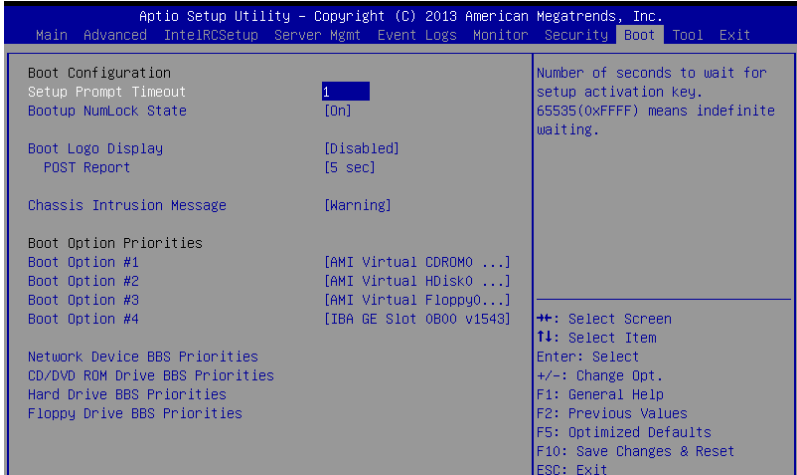 Aptio Setup Utility – Copyright (C) 2013 American Megatrends, Inc.
Main Advanced IntelRCSetup Server Mgmt Event Logs Monitor Security Boot Tool Exit
Boot Configuration
Setup Prompt Timeout 1
Bootup NumLock State [On]
Boot Logo Display [Disabled]
POST Report [5 sec]
Chassis Intrusion Message [Warning]
Boot Option Priorities
Boot Option #1 [AMI Virtual CDROM0 ...]
Boot Option #2 [AMI Virtual HDisk0 ...]
Boot Option #3 [AMI Virtual Floppy0...]
Boot Option #4 [IBA GE Slot 0B00 v1543]
Network Device BBS Priorities
CD/DVD ROM Drive BBS Priorities
Hard Drive BBS Priorities
Floppy Drive BBS Priorities
Number of seconds to wait for
setup activation key.
65535(0xFFFF) means indefinite
waiting.
→←: Select Screen
↑↓: Select Item
Enter: Select
+/-: Change Opt.
F1: General Help
F2: Previous Values
F5: Optimized Defaults
F10: Save Changes & Reset
ESC: Exit